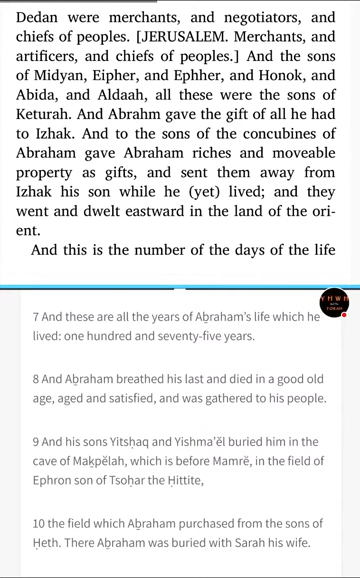 Dedan were merchants, and negotiators, and
chiefs of peoples. [JERUSALEM. Merchants, and
artificers, and chiefs of peoples.] And the sons
of Midyan, Eipher, and Ephher, and Honok, and
Abida, and Aldaah, all these were the sons of
Keturah. And Abrahm gave the gift of all he had
to Izhak. And to the sons of the concubines of
Abraham gave Abraham riches and moveable
property as gifts, and sent them away from
Izhak his son while he (yet) lived; and they
went and dwelt eastward in the land of the ori-
ent.
And this is the number of the days of the life
YHWH
WITH
TORAH
7 And these are all the years of Aḇraham’s life which he
lived: one hundred and seventy-five years.
8 And Aḇraham breathed his last and died in a good old
age, aged and satisfied, and was gathered to his people.
9 And his sons Yitsḥaq and Yishma‛ĕl buried him in the
cave of Maḵpĕlah, which is before Mamrĕ, in the field of
Ephron son of Tsoḥar the Ḥittite,
10 the field which Aḇraham purchased from the sons of
Ḥeth. There Aḇraham was buried with Sarah his wife.